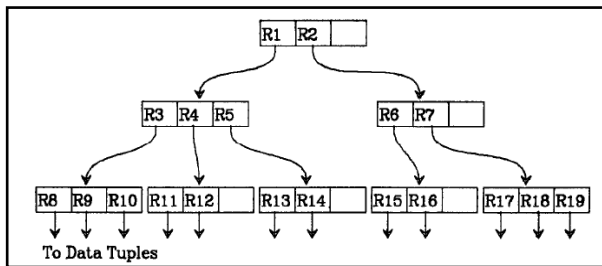 R1 R2
R3 R4 R5
R6 R7
R8 R9 R10
R11 R12
R13 R14
R15 R16
R17 R18 R19
To Data Tuples